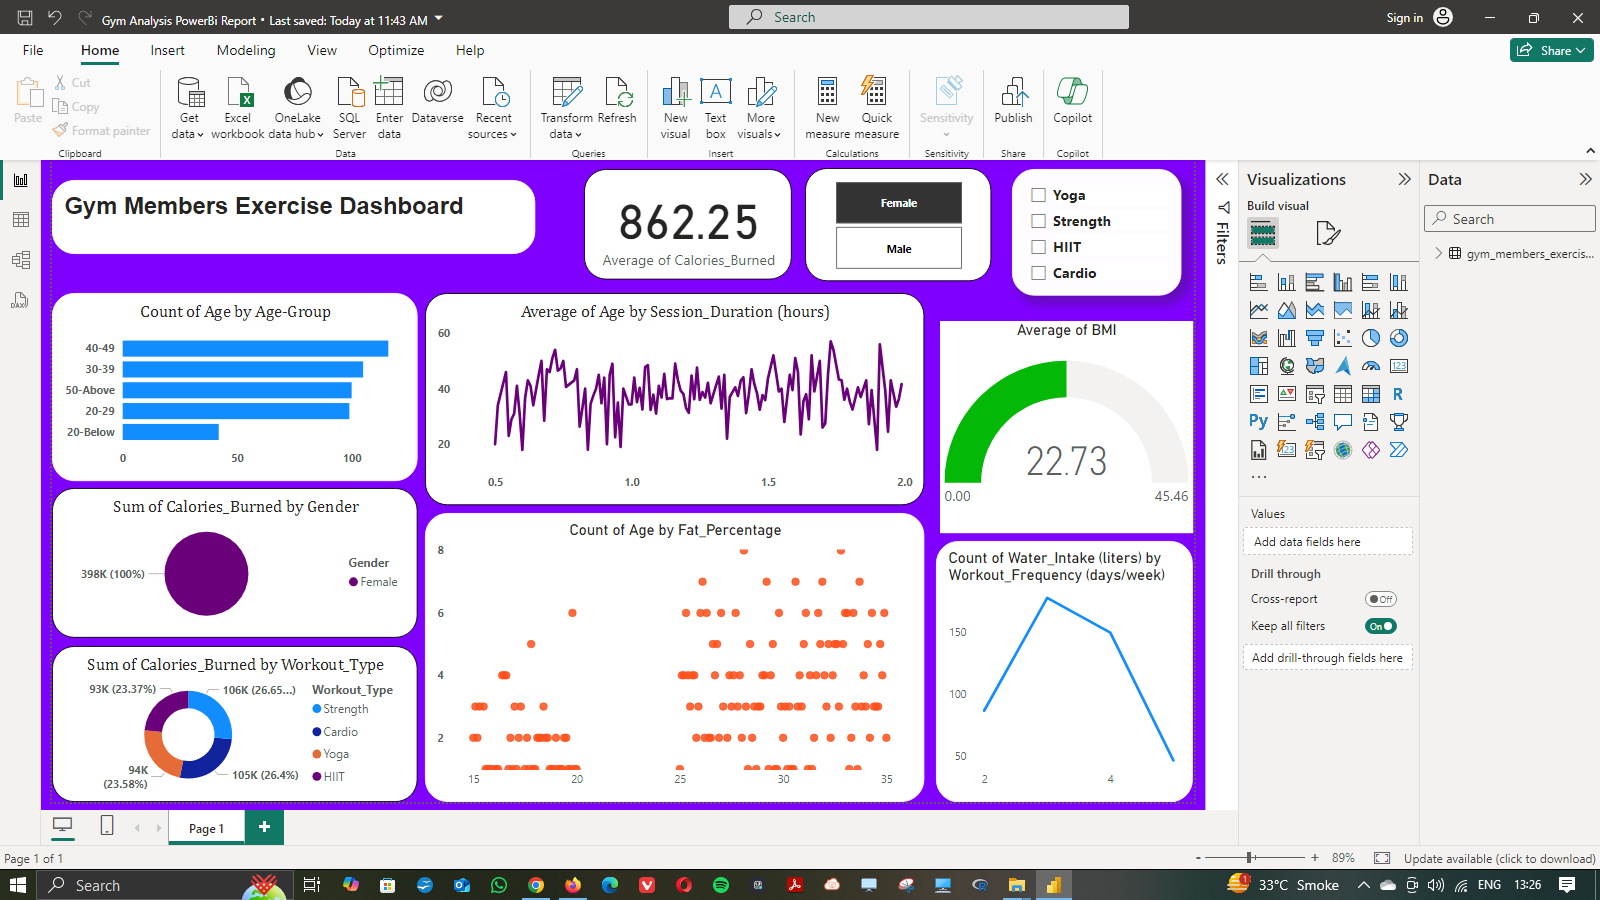 Gym Analysis PowerBi Report • Last saved: Today at 11:43 AM
Search
Sign in
File Home Insert Modeling View Optimize Help
Share
Paste
Cut
Copy
Format painter
Clipboard
Get data
Excel workbook
OneLake data hub
SQL Server
Enter data
Dataverse
Recent sources
Data
Transform data
Refresh
Queries
New visual
Text box
More visuals
Insert
New measure
Quick measure
Calculations
Sensitivity
Sensitivity
Publish
Share
Copilot
Copilot
Gym Members Exercise Dashboard
862.25
Average of Calories_Burned
Female
Male
Yoga
Strength
HIIT
Cardio
Count of Age by Age-Group
40-49
30-39
50-Above
20-29
20-Below
0 50 100
Average of Age by Session_Duration (hours)
60
40
20
0.5 1.0 1.5 2.0
Average of BMI
22.73
0.00 45.46
Sum of Calories_Burned by Gender
398K (100%)
Gender
Female
Sum of Calories_Burned by Workout_Type
93K (23.37%)
106K (26.65...)
94K
(23.58%)
105K (26.4%)
Workout_Type
Strength
Cardio
Yoga
HIIT
Count of Age by Fat_Percentage
8
6
4
2
15 20 25 30 35
Count of Water_Intake (liters) by
Workout_Frequency (days/week)
150
100
50
2 4
Filters
Visualizations
Build visual
123
R
Py
123
...
Values
Add data fields here
Drill through
Cross-report
Off
Keep all filters
On
Add drill-through fields here
Data
Search
gym_members_exercis...
DAX
Page 1
+
Page 1 of 1
- + 89%
Update available (click to download)
Search
1
33°C Smoke
ENG
13:26